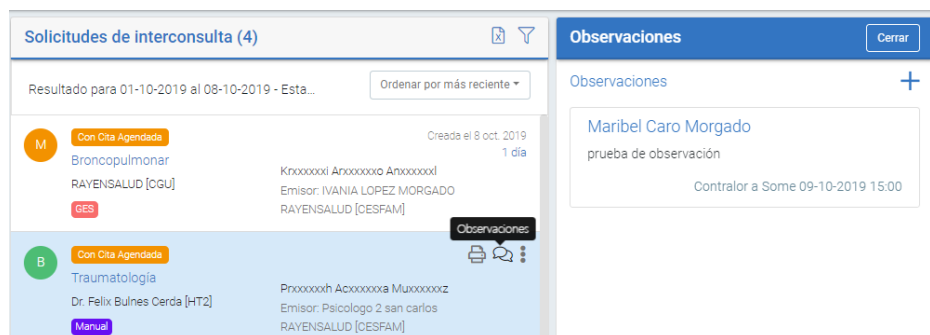 Solicitudes de interconsulta (4)
Resultado para 01-10-2019 al 08-10-2019 - Esta...
Ordenar por más reciente
M
Con Cita Agendada
Creada el 8 oct. 2019
1 día
Broncopulmonar
RAYENSALUD [CGU]
GES
Krxxxxxxi Arxxxxxxo Anxxxxxxl
Emisor: IVANIA LOPEZ MORGADO
RAYENSALUD [CESFAM]
Observaciones
B
Con Cita Agendada
Traumatología
Dr. Felix Bulnes Cerda [HT2]
Manual
Prxxxxxxh Acxxxxxxa Muxxxxxxz
Emisor: Psicologo 2 san carlos
RAYENSALUD [CESFAM]
Observaciones
Cerrar
Observaciones
Maribel Caro Morgado
prueba de observación
Contralor a Some 09-10-2019 15:00